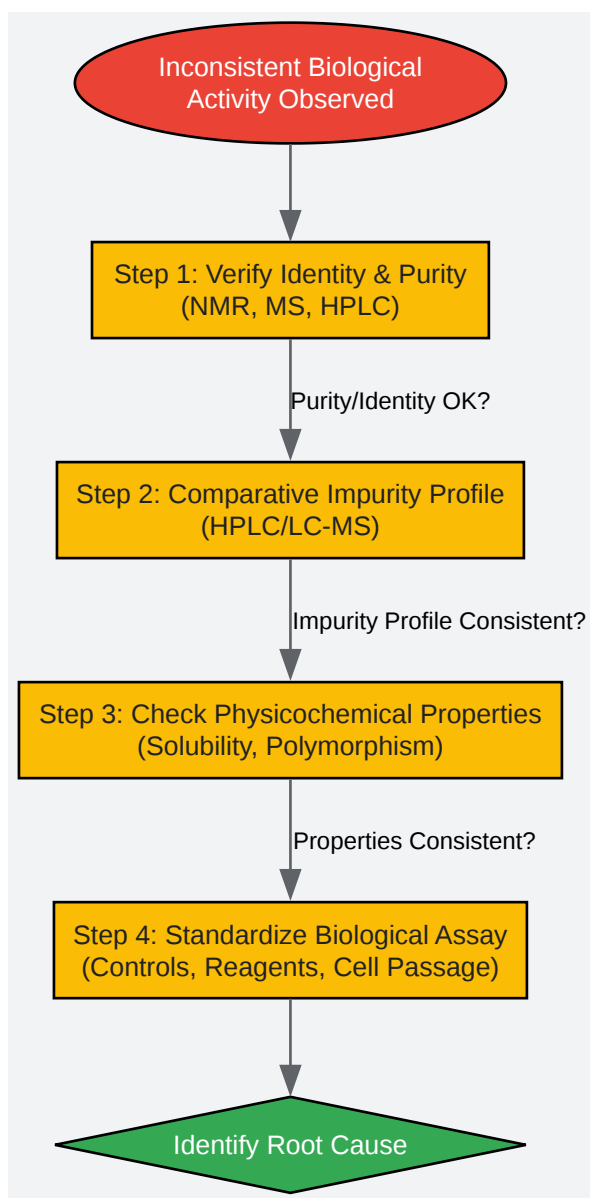 Inconsistent Biological
Activity Observed
Step 1: Verify Identity & Purity
(NMR, MS, HPLC)
Purity/Identity OK?
Step 2: Comparative Impurity Profile
(HPLC/LC-MS)
Impurity Profile Consistent?
Step 3: Check Physicochemical Properties
(Solubility, Polymorphism)
Properties Consistent?
Step 4: Standardize Biological Assay
(Controls, Reagents, Cell Passage)
Identify Root Cause